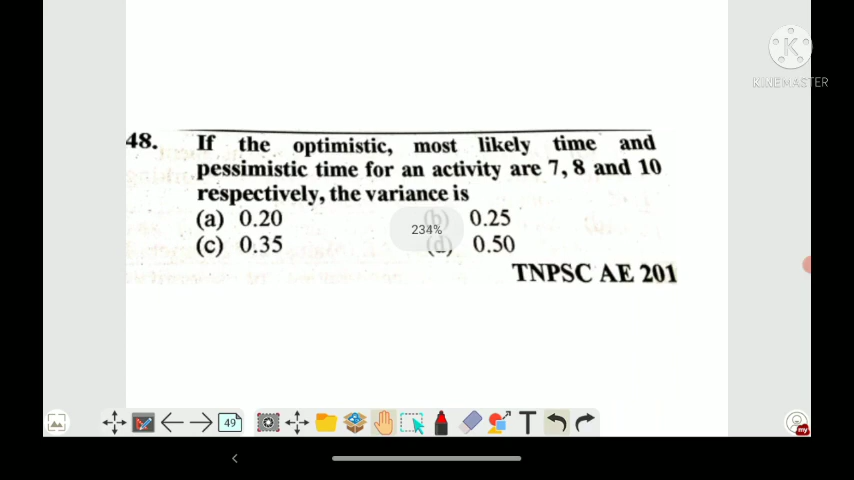 KINEMASTER
48. If the optimistic, most likely time and
pessimistic time for an activity are 7, 8 and 10
respectively, the variance is
(a) 0.20 (b) 0.25
(c) 0.35 (d) 0.50
234%
TNPSC AE 201
49
T
my